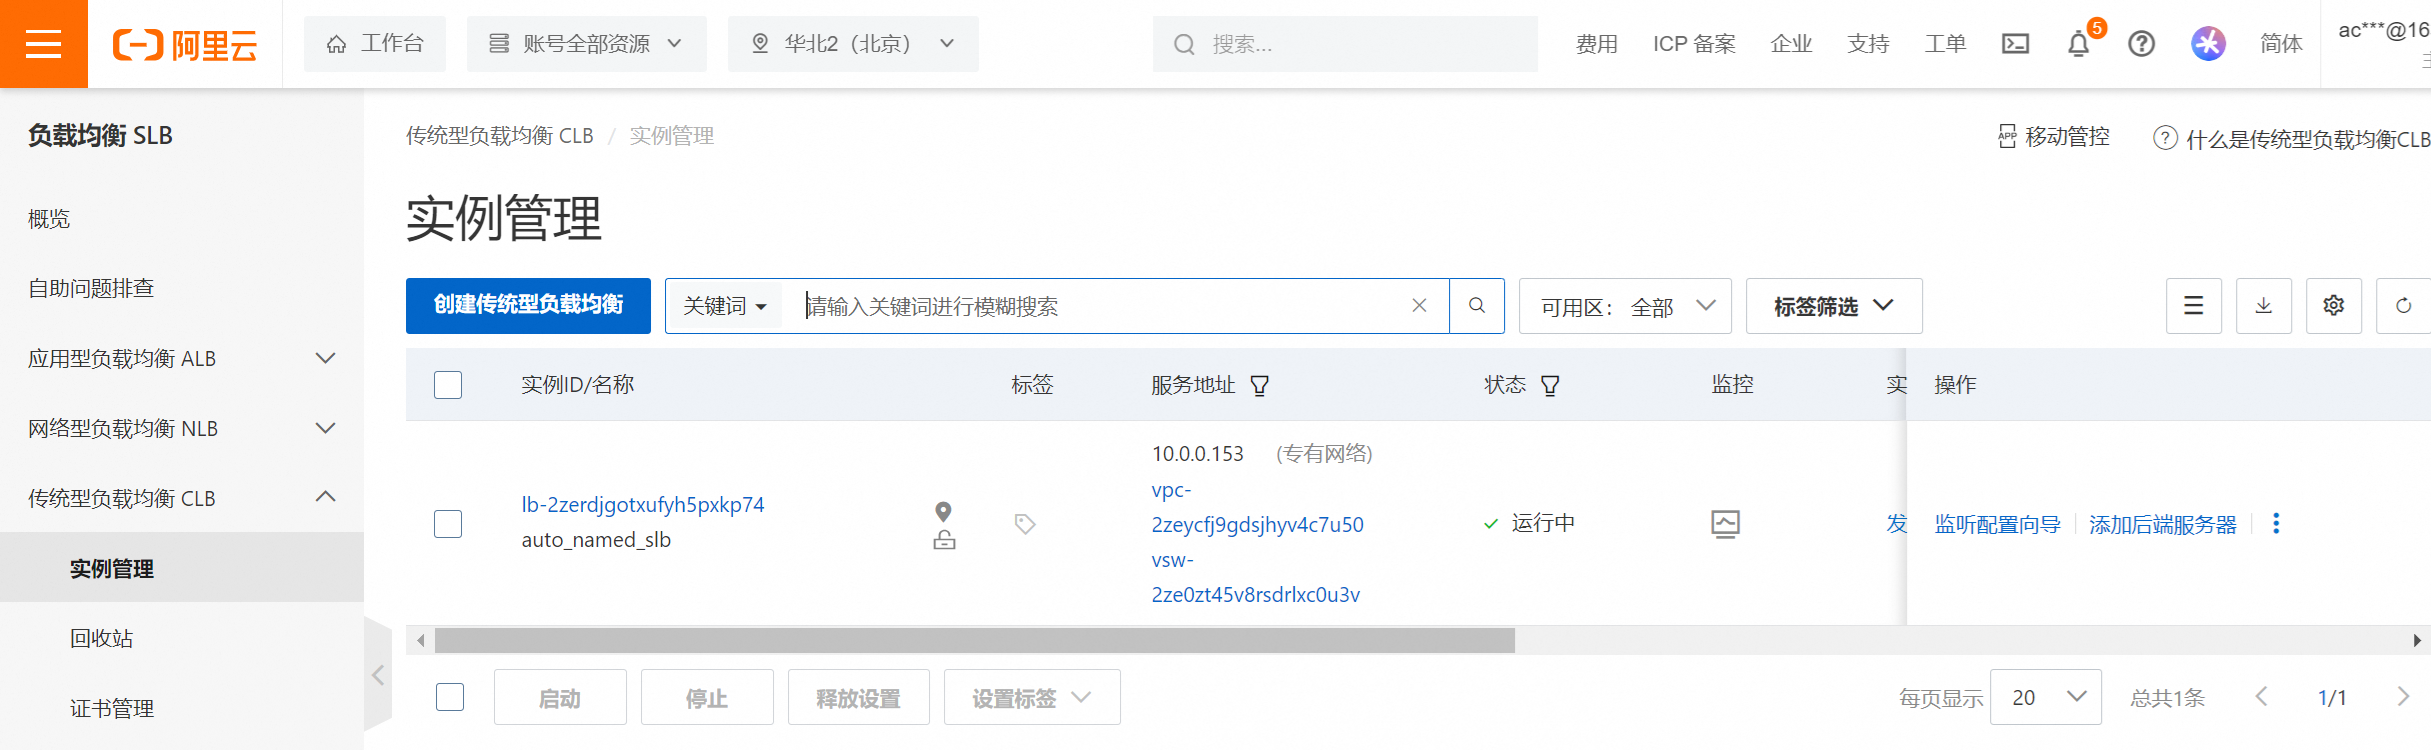 阿里云 工作台 账号全部资源 华北2（北京） 搜索... 费用 ICP 备案 企业 支持 工单 5 简体 ac***@16
负载均衡 SLB
概览
自助问题排查
应用型负载均衡 ALB
网络型负载均衡 NLB
传统型负载均衡 CLB
实例管理
回收站
证书管理
传统型负载均衡 CLB / 实例管理
APP 移动管控 什么是传统型负载均衡CLB
实例管理
创建传统型负载均衡 关键词 请输入关键词进行模糊搜索 可用区： 全部 标签筛选
实例ID/名称 标签 服务地址 状态 监控 实 操作
lb-2zerdjgotxufyh5pxkp74
auto_named_slb
10.0.0.153 (专有网络)
vpc-
2zeycfj9gdsjhyv4c7u50
vsw-
2ze0zt45v8rsdrlxc0u3v
运行中
发 监听配置向导 添加后端服务器
启动 停止 释放设置 设置标签 每页显示 20 总共1条 1/1